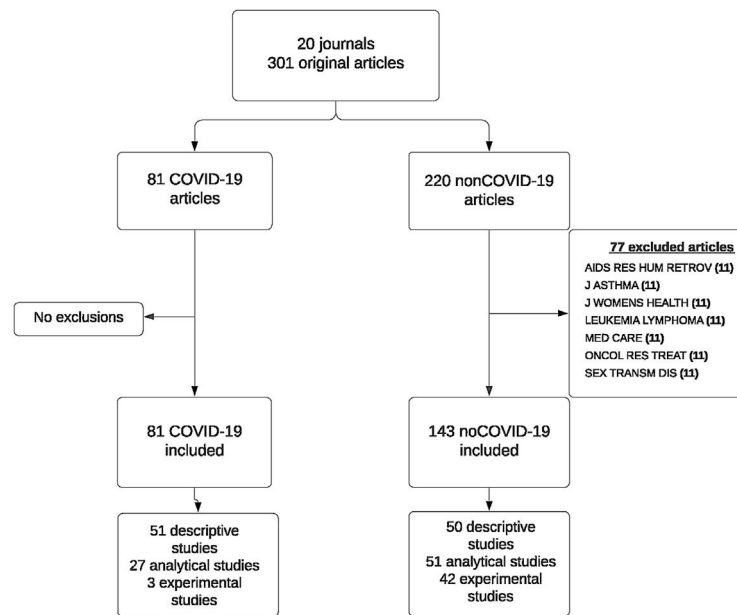 20 journals
301 original articles
81 COVID-19
articles
220 nonCOVID-19
articles
77 excluded articles
AIDS RES HUM RETROV (11)
J ASTHMA (11)
J WOMENS HEALTH (11)
LEUKEMIA LYMPHOMA (11)
MED CARE (11)
ONCOL RES TREAT (11)
SEX TRANSM DIS (11)
No exclusions
81 COVID-19
included
143 noCOVID-19
included
51 descriptive
studies
27 analytical studies
3 experimental
studies
50 descriptive
studies
51 analytical studies
42 experimental
studies